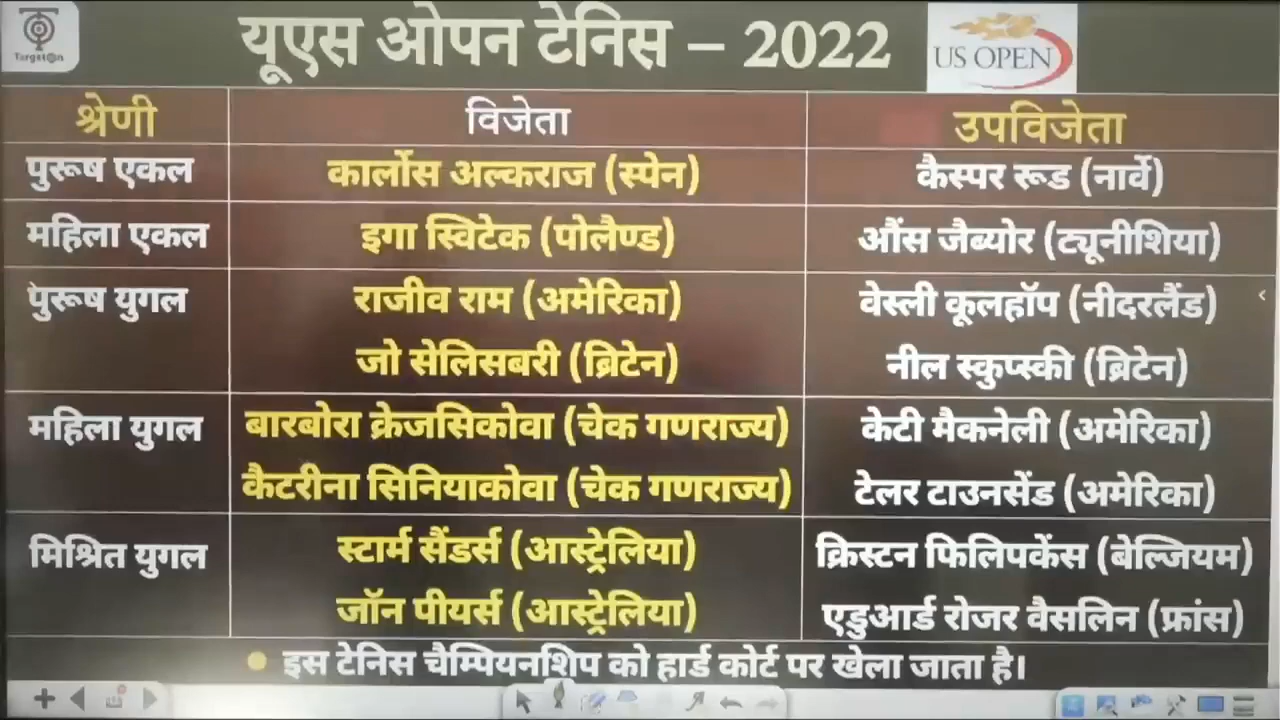 TargetOn
यूएस ओपन टेनिस – 2022
US OPEN
श्रेणी विजेता उपविजेता
पुरूष एकल कार्लोस अल्कराज (स्पेन) कैस्पर रूड (नार्वे)
महिला एकल इगा स्विटेक (पोलैण्ड) औंस जैब्योर (ट्यूनीशिया)
पुरूष युगल राजीव राम (अमेरिका) वेस्ली कूलहॉप (नीदरलैंड)
जो सेलिसबरी (ब्रिटेन) नील स्कुप्स्की (ब्रिटेन)
महिला युगल बारबोरा क्रेजसिकोवा (चेक गणराज्य) केटी मैकनेली (अमेरिका)
कैटरीना सिनियाकोवा (चेक गणराज्य) टेलर टाउनसेंड (अमेरिका)
मिश्रित युगल स्टार्म सैंडर्स (आस्ट्रेलिया) क्रिस्टन फिलिपकेंस (बेल्जियम)
जॉन पीयर्स (आस्ट्रेलिया) एडुआर्ड रोजर वैसलिन (फ्रांस)
इस टेनिस चैम्पियनशिप को हार्ड कोर्ट पर खेला जाता है।